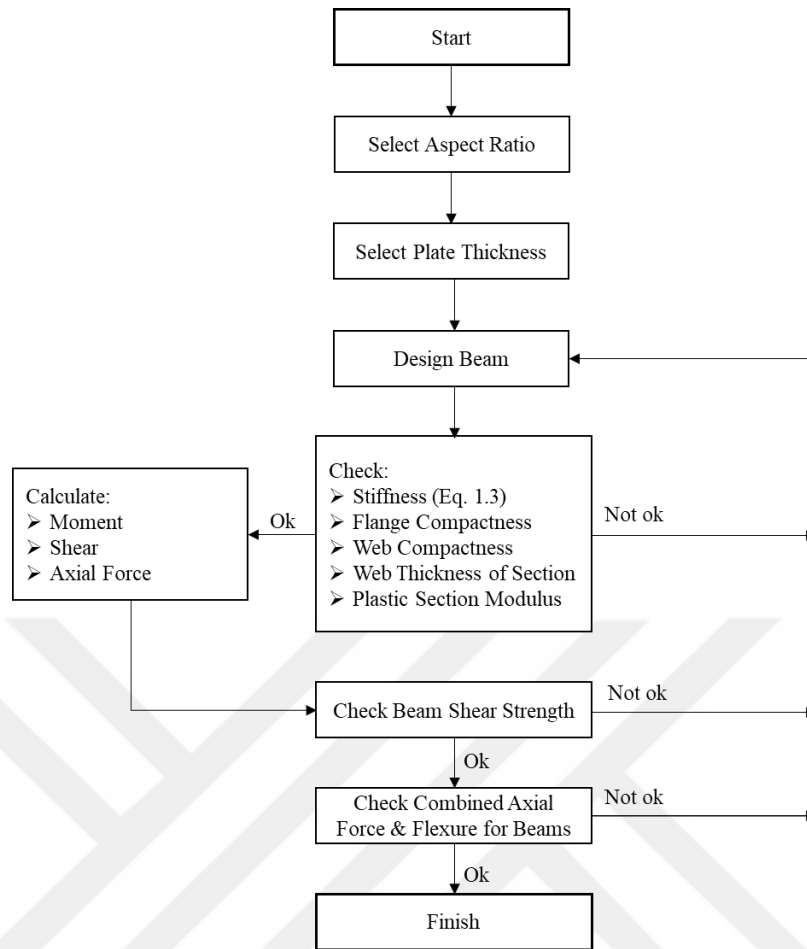 Start
Select Aspect Ratio
Select Plate Thickness
Design Beam
Check:
➢ Stiffness (Eq. 1.3)
➢ Flange Compactness
➢ Web Compactness
➢ Web Thickness of Section
➢ Plastic Section Modulus
Not ok
Ok
Calculate:
➢ Moment
➢ Shear
➢ Axial Force
Check Beam Shear Strength
Not ok
Ok
Check Combined Axial
Force & Flexure for Beams
Not ok
Ok
Finish